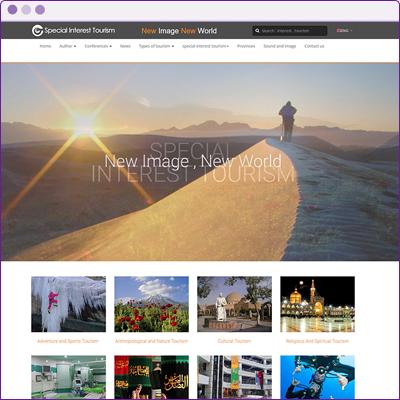 Special Interest Tourism
New Image New World
Search : interest , tourism
Home Author Conferences News Types of tourism special interest tourism Provinces Sound and Image Contact us
SPECIAL
New Image , New World
INTEREST TOURISM
Adventure and Sports Tourism
Anthropological and Nature Tourism
Cultural Tourism
Religious And Spiritual Tourism